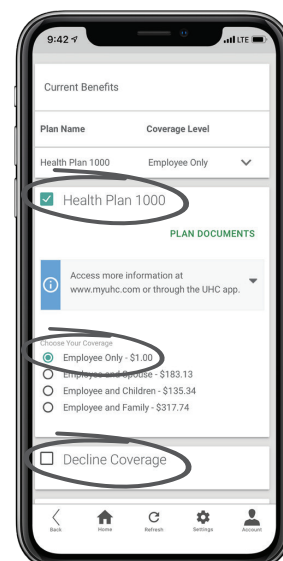 9:42 LTE
Current Benefits
Plan Name Coverage Level
Health Plan 1000 Employee Only
Health Plan 1000
PLAN DOCUMENTS
Access more information at
www.myuhc.com or through the UHC app.
Choose Your Coverage
Employee Only - $1.00
Employee and Spouse - $183.13
Employee and Children - $135.34
Employee and Family - $317.74
Decline Coverage
Back Home Refresh Settings Account